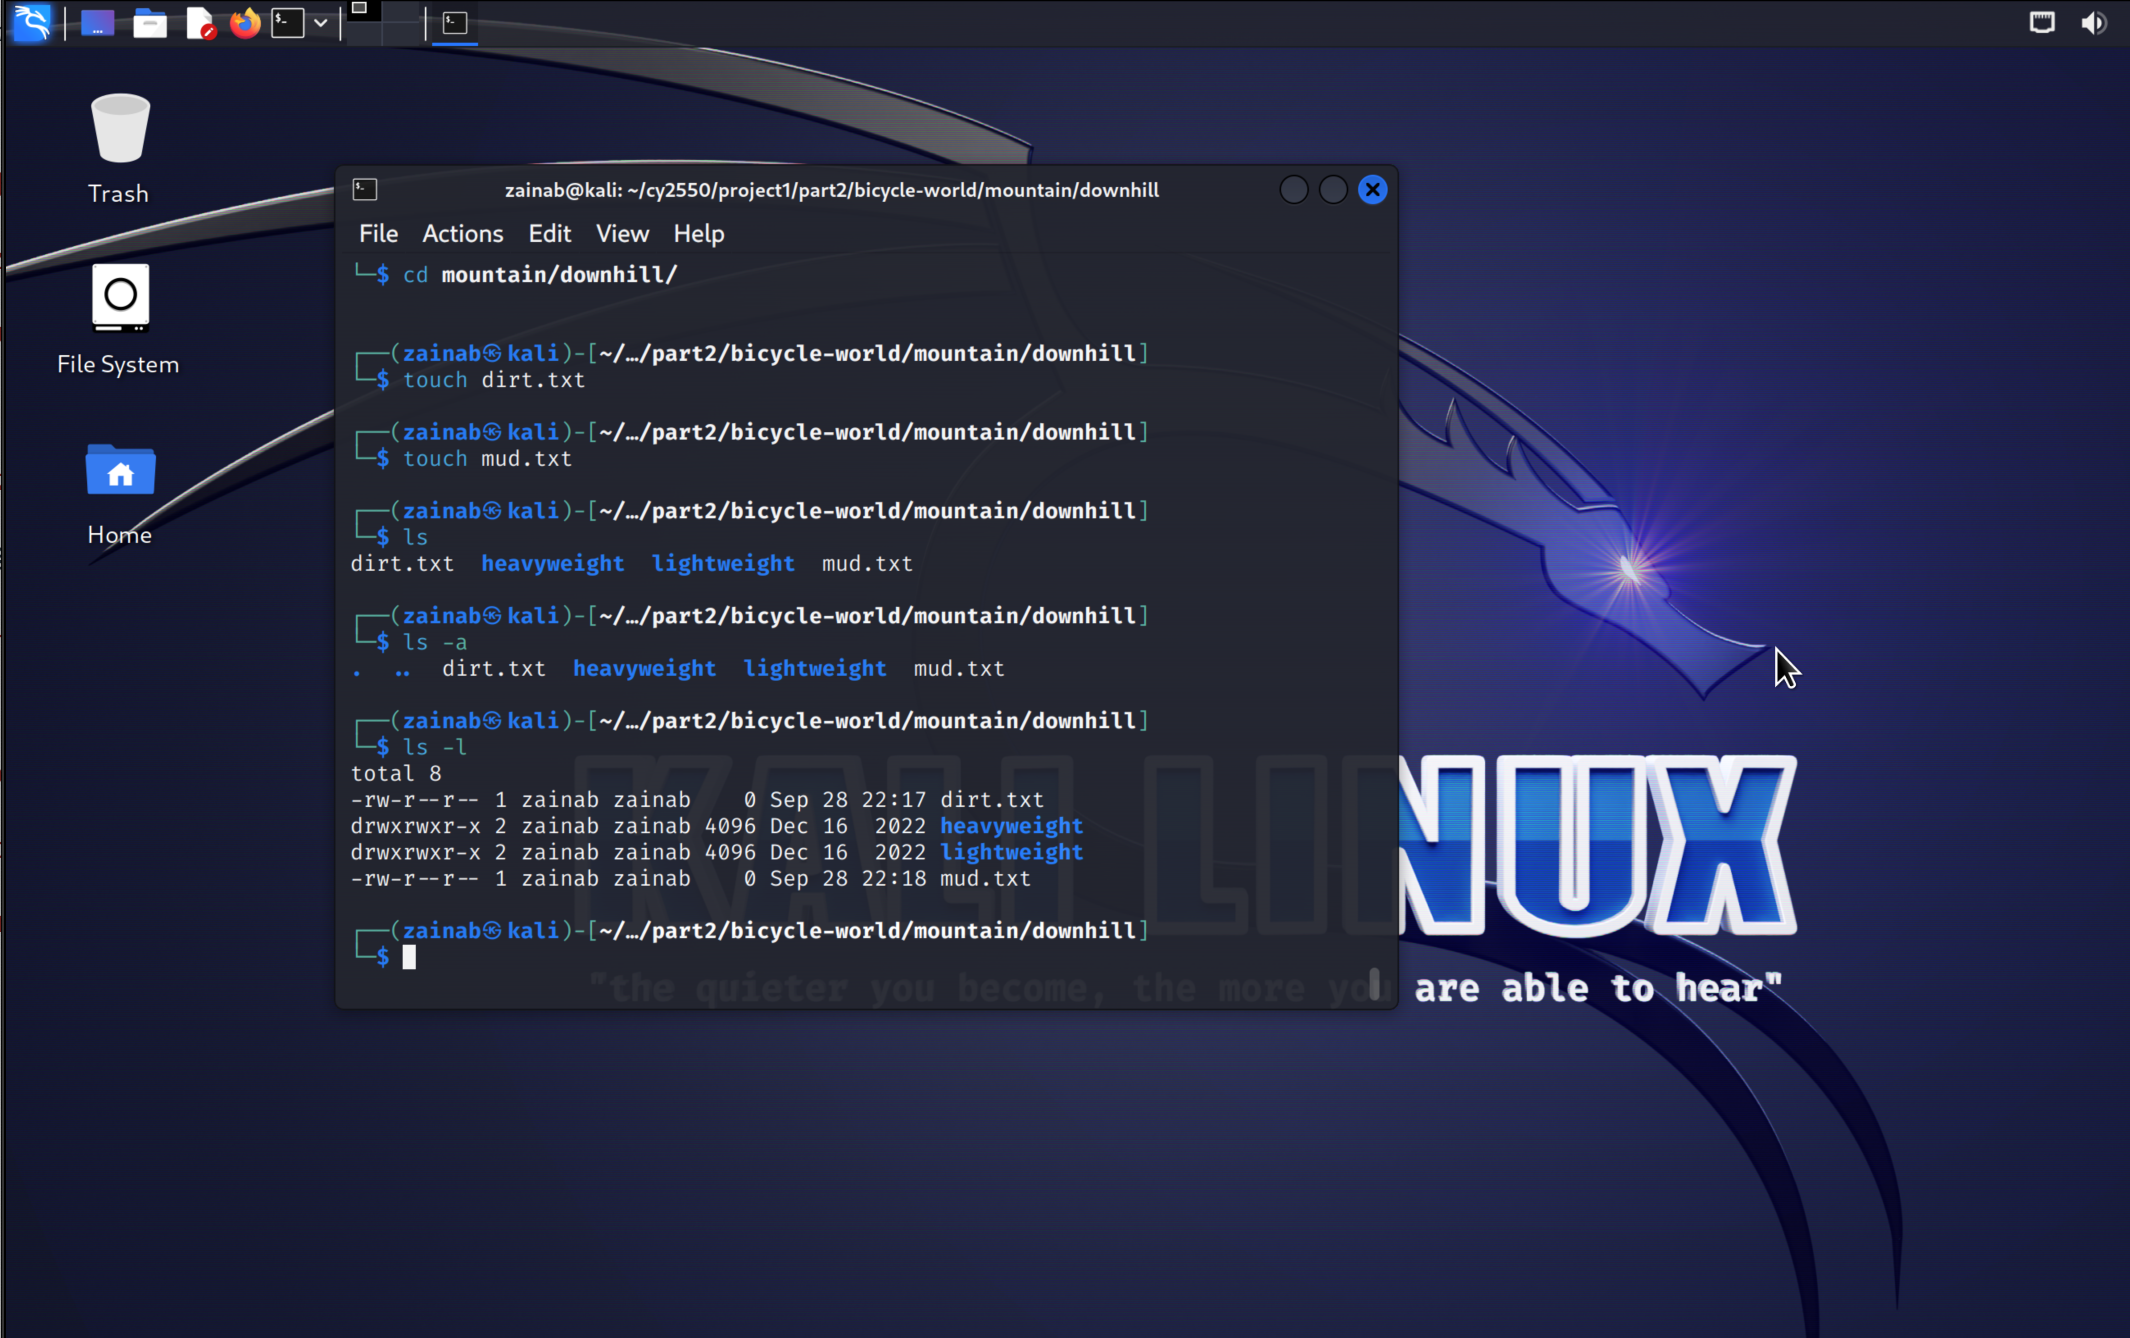 zainab@kali: ~/cy2550/project1/part2/bicycle-world/mountain/downhill
File Actions Edit View Help
└─$ cd mountain/downhill/
┌──(zainab㉿kali)-[~/…/part2/bicycle-world/mountain/downhill]
└─$ touch dirt.txt
┌──(zainab㉿kali)-[~/…/part2/bicycle-world/mountain/downhill]
└─$ touch mud.txt
┌──(zainab㉿kali)-[~/…/part2/bicycle-world/mountain/downhill]
└─$ ls
dirt.txt  heavyweight  lightweight  mud.txt
┌──(zainab㉿kali)-[~/…/part2/bicycle-world/mountain/downhill]
└─$ ls -a
.  ..  dirt.txt  heavyweight  lightweight  mud.txt
┌──(zainab㉿kali)-[~/…/part2/bicycle-world/mountain/downhill]
└─$ ls -l
total 8
-rw-r--r-- 1 zainab zainab    0 Sep 28 22:17 dirt.txt
drwxrwxr-x 2 zainab zainab 4096 Dec 16  2022 heavyweight
drwxrwxr-x 2 zainab zainab 4096 Dec 16  2022 lightweight
-rw-r--r-- 1 zainab zainab    0 Sep 28 22:18 mud.txt
┌──(zainab㉿kali)-[~/…/part2/bicycle-world/mountain/downhill]
└─$
Trash
File System
Home
KALI LINUX
"the quieter you become, the more you are able to hear"